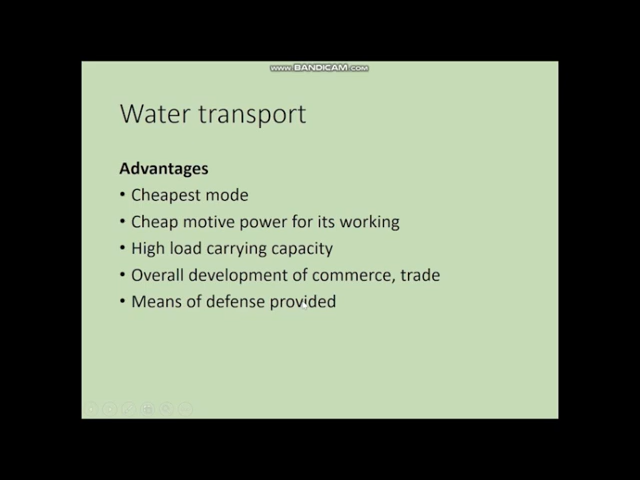 www.BANDICAM.com
Water transport
Advantages
• Cheapest mode
• Cheap motive power for its working
• High load carrying capacity
• Overall development of commerce, trade
• Means of defense provided